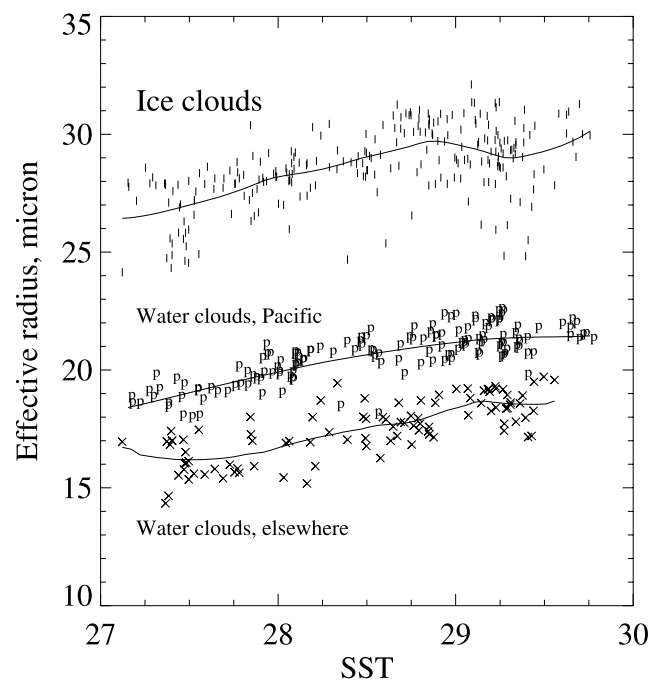 35
Ice clouds
30
Effective radius, micron
25
Water clouds, Pacific
20
15
Water clouds, elsewhere
10
27
28
29
30
SST